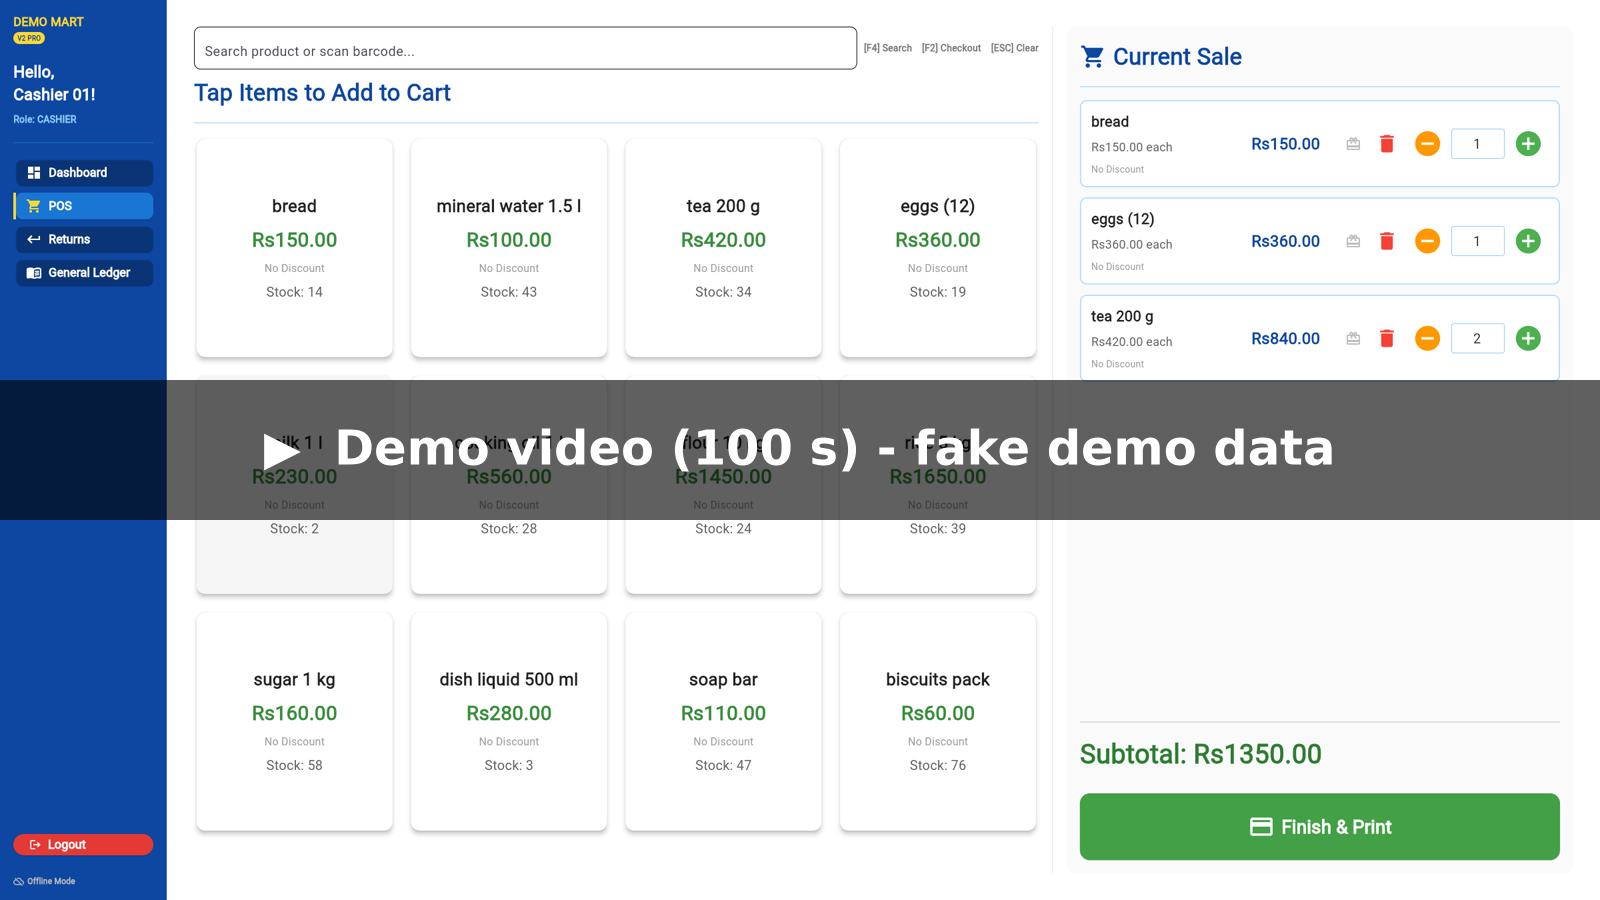 DEMO MART
V2 PRO
Hello,
Cashier 01!
Role: CASHIER
Dashboard
POS
Returns
General Ledger
Logout
Offline Mode
Search product or scan barcode...
[F4] Search [F2] Checkout [ESC] Clear
Tap Items to Add to Cart
bread
Rs150.00
No Discount
Stock: 14
mineral water 1.5 l
Rs100.00
No Discount
Stock: 43
tea 200 g
Rs420.00
No Discount
Stock: 34
eggs (12)
Rs360.00
No Discount
Stock: 19
▶ Demo video (100 s) - fake demo data
Rs230.00
No Discount
Stock: 2
Rs560.00
No Discount
Stock: 28
Rs1450.00
No Discount
Stock: 24
Rs1650.00
No Discount
Stock: 39
sugar 1 kg
Rs160.00
No Discount
Stock: 58
dish liquid 500 ml
Rs280.00
No Discount
Stock: 3
soap bar
Rs110.00
No Discount
Stock: 47
biscuits pack
Rs60.00
No Discount
Stock: 76
Current Sale
bread
Rs150.00 each
No Discount
Rs150.00
1
eggs (12)
Rs360.00 each
No Discount
Rs360.00
1
tea 200 g
Rs420.00 each
No Discount
Rs840.00
2
Subtotal: Rs1350.00
Finish & Print